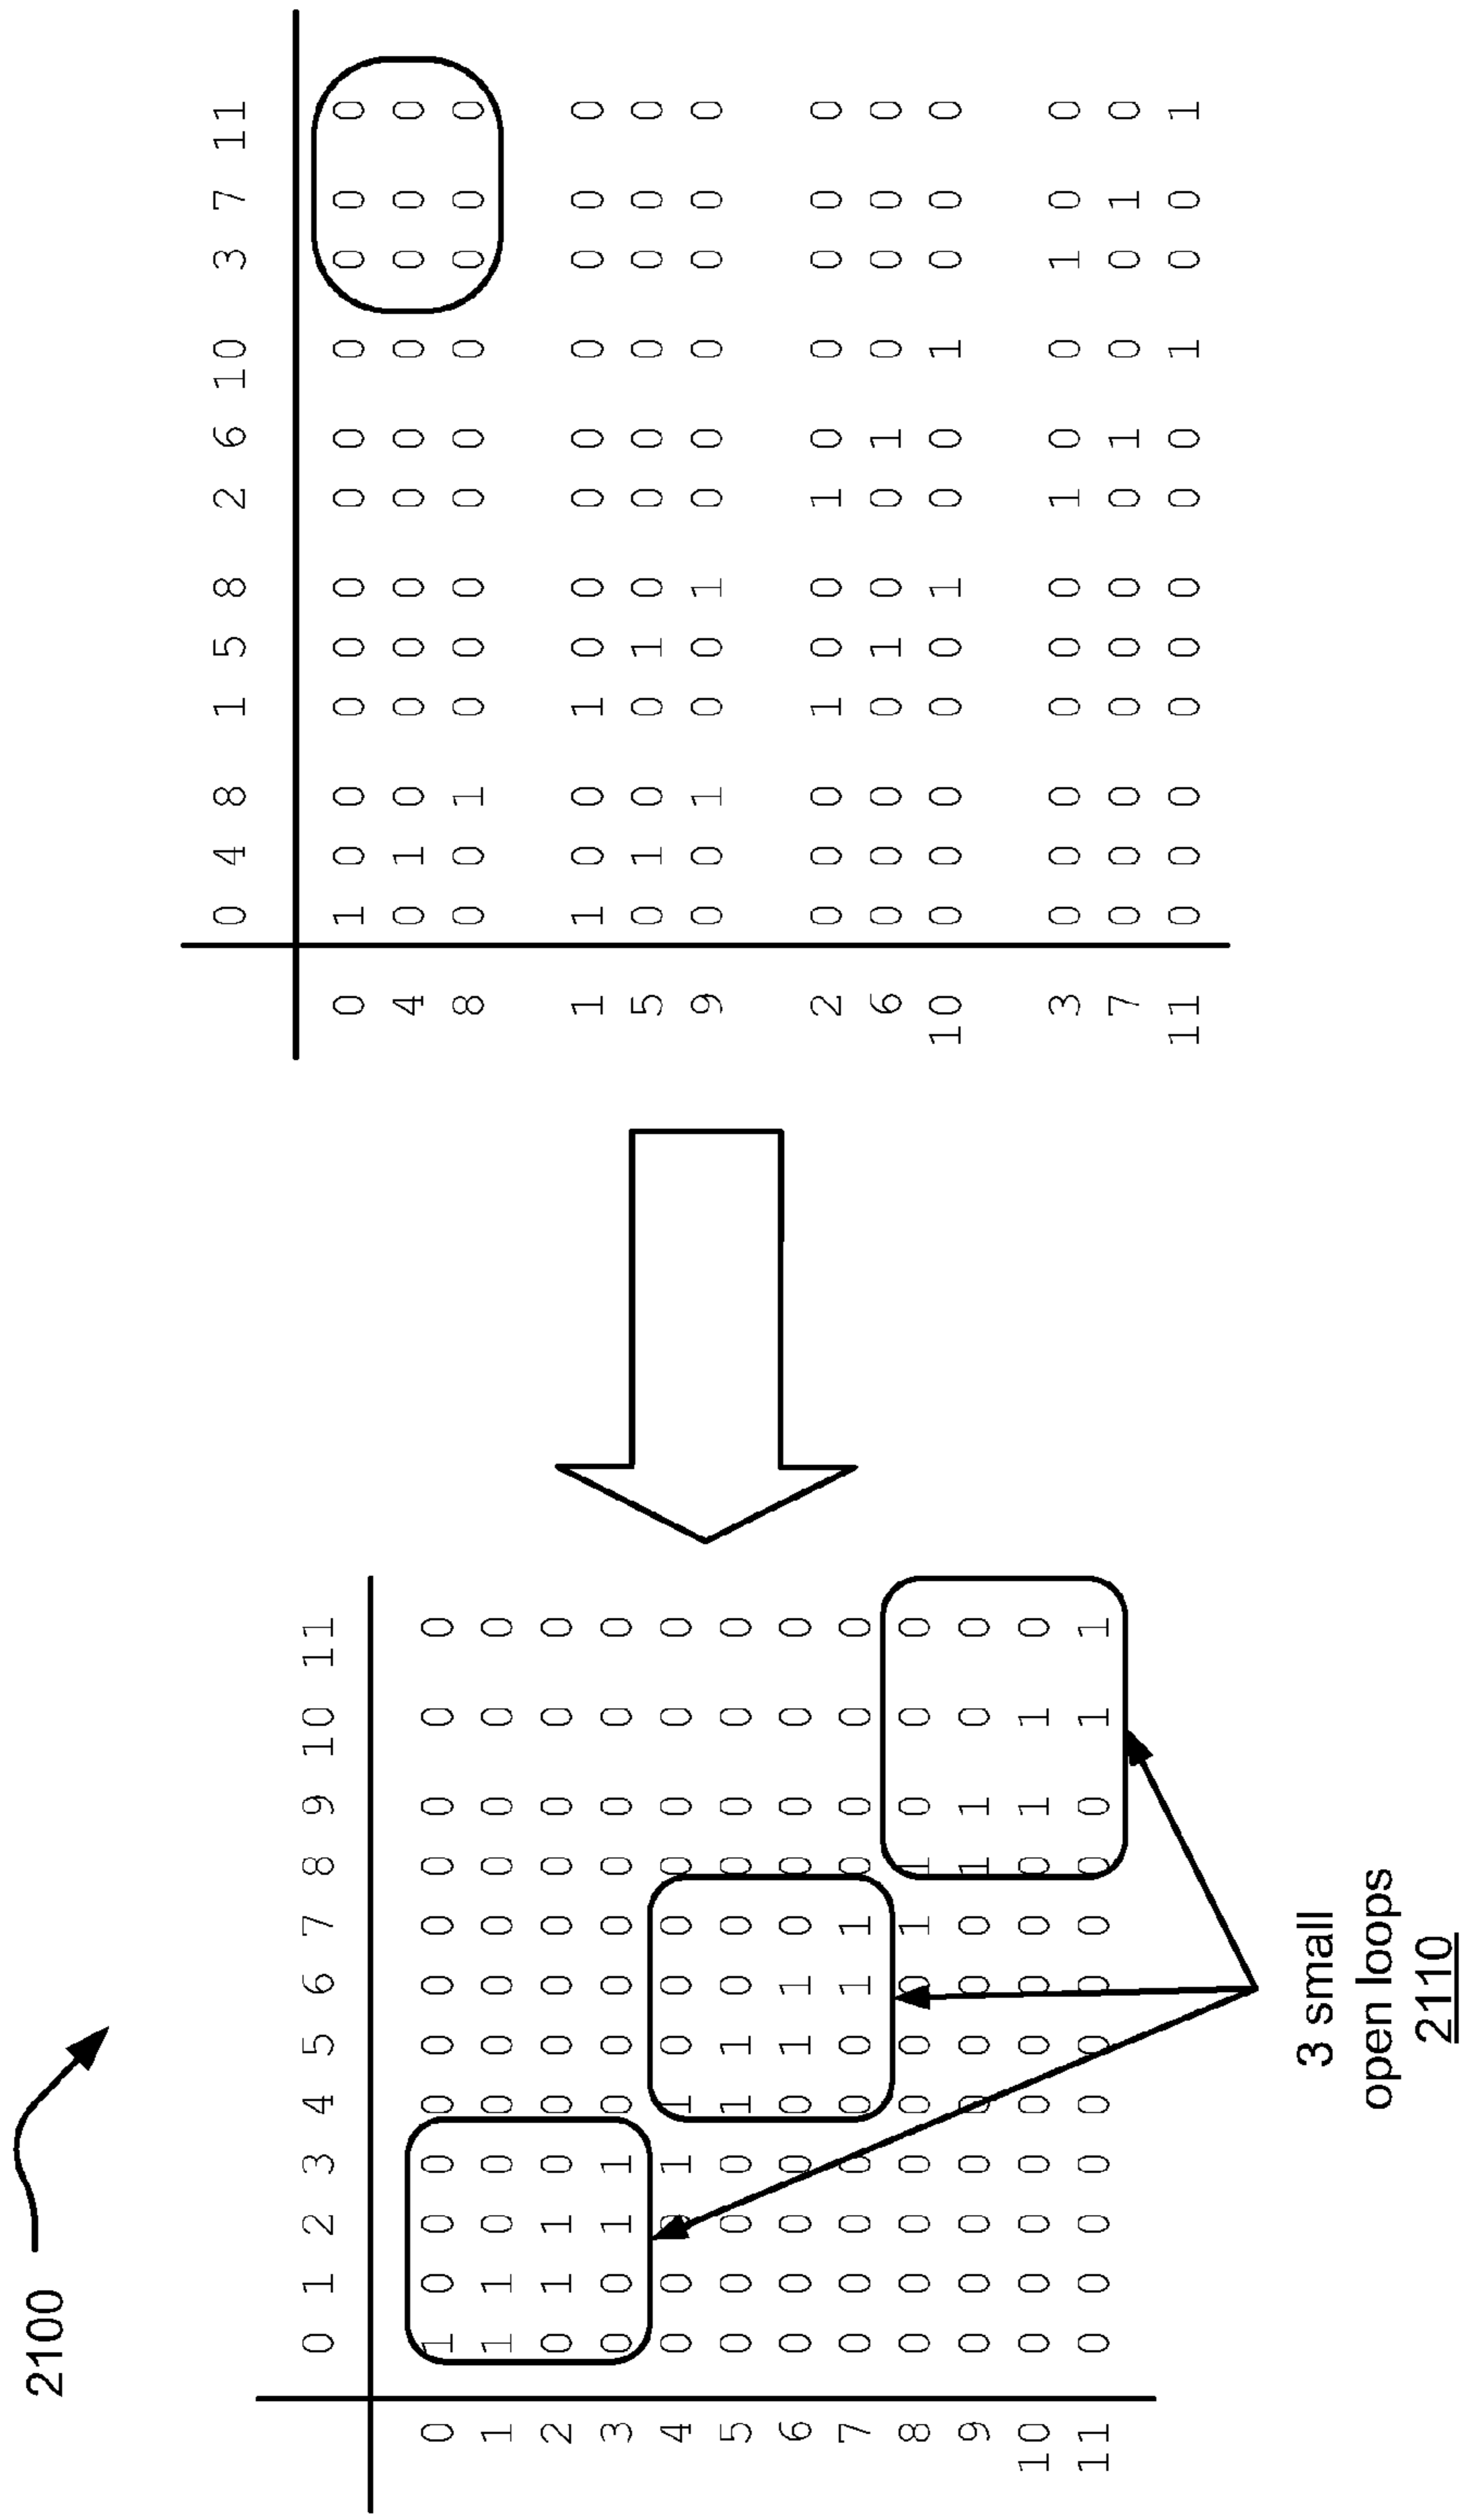 2100
0 1 2 3 4 5 6 7 8 9 10 11
0 1 0 0 0 0 0 0 0 0 0 0 0
1 1 1 0 0 0 0 0 0 0 0 0 0
2 0 1 1 0 0 0 0 0 0 0 0 0
3 0 0 1 1 0 0 0 0 0 0 0 0
4 0 0 0 1 1 0 0 0 0 0 0 0
5 0 0 0 0 1 1 0 0 0 0 0 0
6 0 0 0 0 0 1 1 0 0 0 0 0
7 0 0 0 0 0 0 1 1 0 0 0 0
8 0 0 0 0 0 0 0 1 1 0 0 0
9 0 0 0 0 0 0 0 0 1 1 0 0
10 0 0 0 0 0 0 0 0 0 1 1 0
11 0 0 0 0 0 0 0 0 0 0 1 1
3 small
open loops
2110
0 4 8 1 5 8 2 6 10 3 7 11
0 1 0 0 0 0 0 0 0 0 0 0 0
4 0 1 0 0 0 0 0 0 0 0 0 0
8 0 0 1 0 0 0 0 0 0 0 0 0
1 1 0 0 1 0 0 0 0 0 0 0 0
5 0 1 0 0 1 0 0 0 0 0 0 0
9 0 0 1 0 0 1 0 0 0 0 0 0
2 0 0 0 1 0 0 1 0 0 0 0 0
6 0 0 0 0 1 0 0 1 0 0 0 0
10 0 0 0 0 0 1 0 0 1 0 0 0
3 0 0 0 0 0 0 1 0 0 1 0 0
7 0 0 0 0 0 0 0 1 0 0 1 0
11 0 0 0 0 0 0 0 0 1 0 0 1